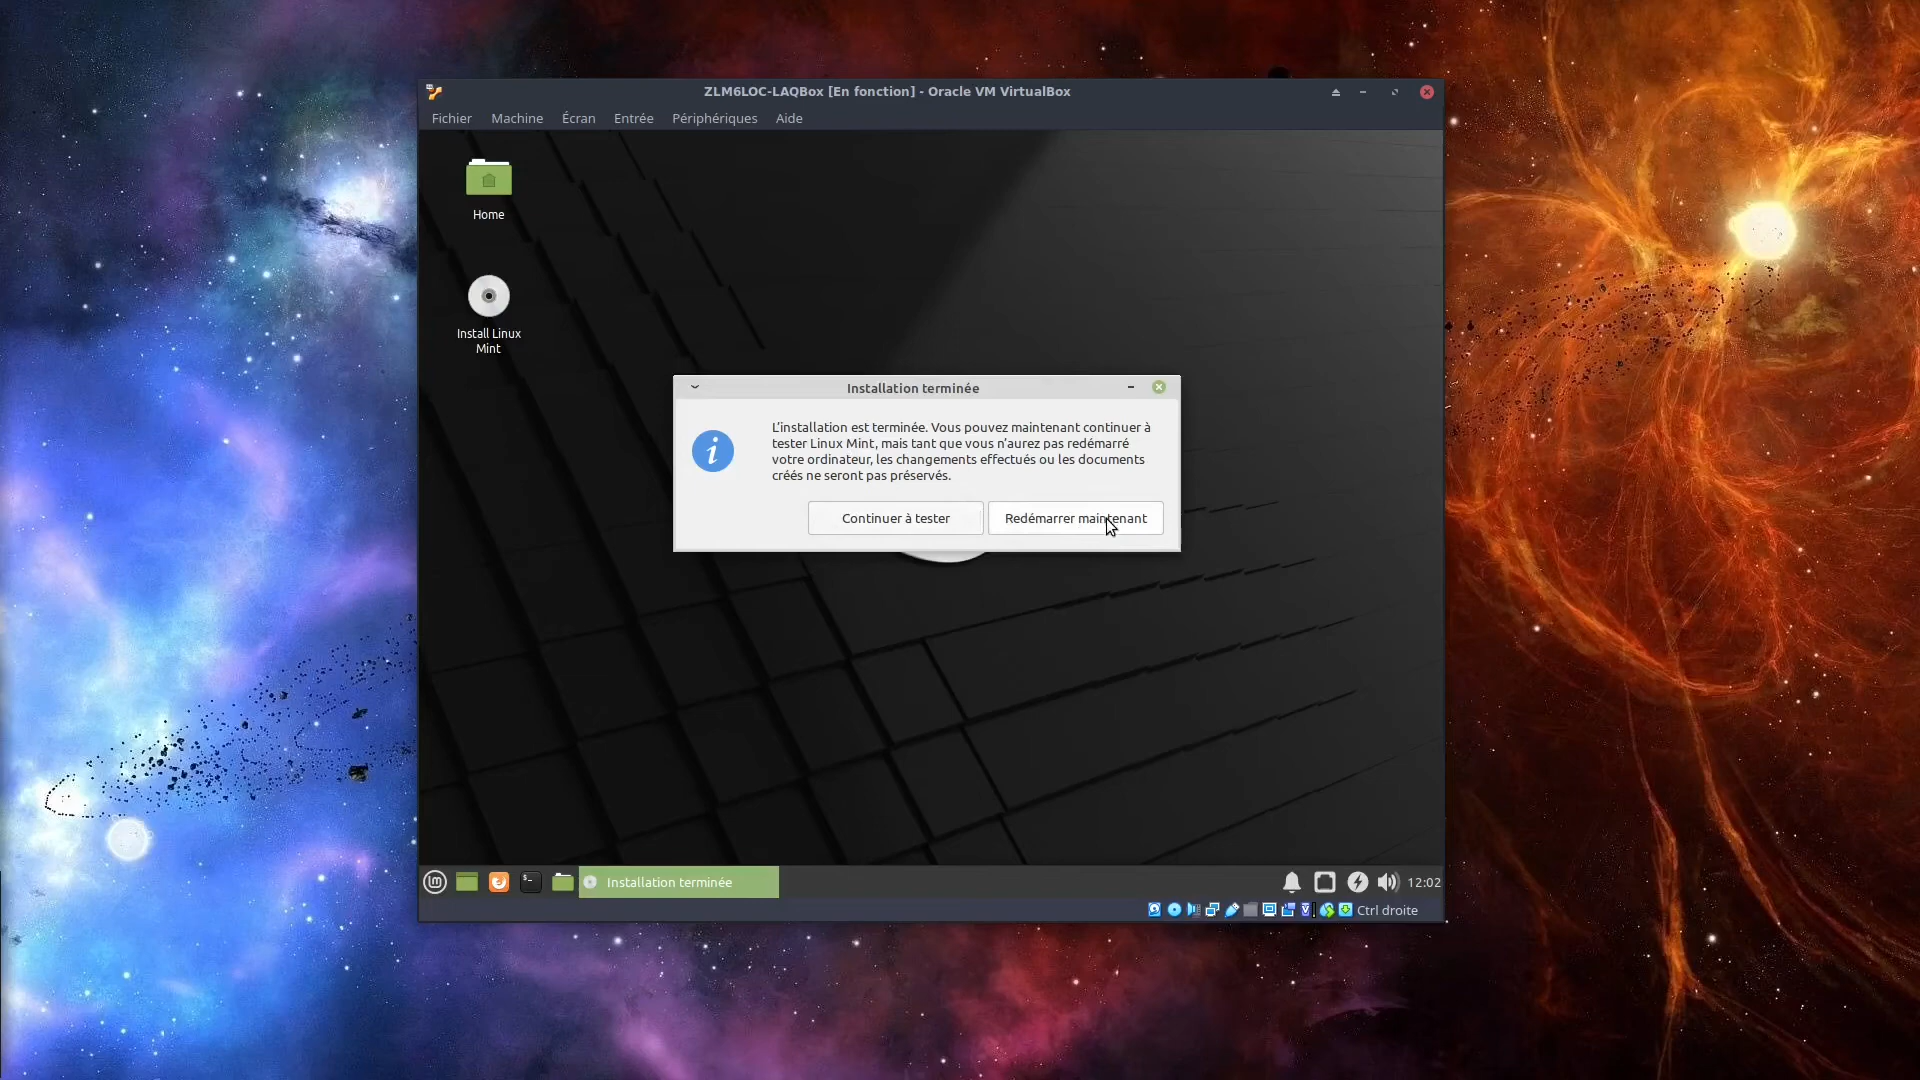 ZLM6LOC-LAQBox [En fonction] - Oracle VM VirtualBox
Fichier Machine Écran Entrée Périphériques Aide
Home
Install Linux
Mint
Installation terminée
L'installation est terminée. Vous pouvez maintenant continuer à
tester Linux Mint, mais tant que vous n'aurez pas redémarré
votre ordinateur, les changements effectués ou les documents
créés ne seront pas préservés.
Continuer à tester Redémarrer maintenant
Installation terminée
12:02
Ctrl droite